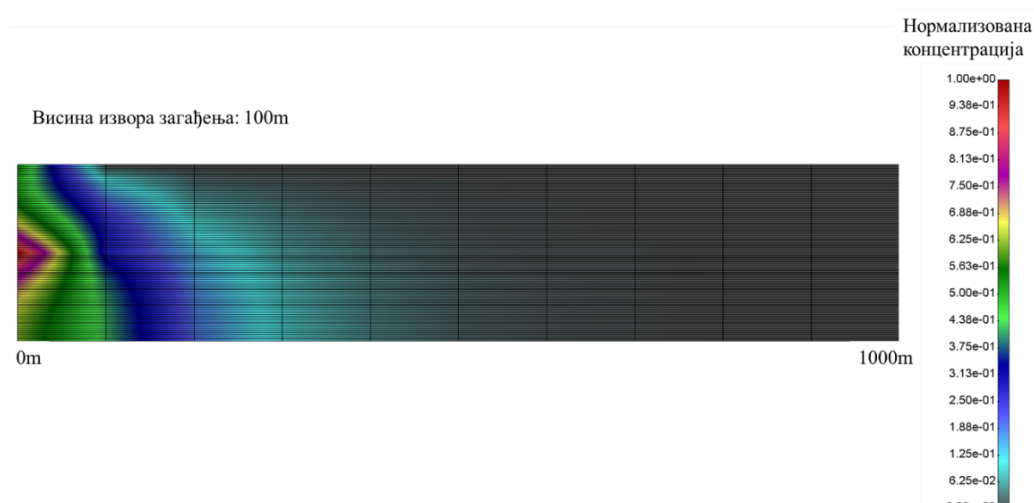 Нормализована
концентрација
1.00e+00
9.38e-01
8.75e-01
Висина извора загађења: 100m
8.13e-01
7.50e-01
6.88e-01
6.25e-01
5.63e-01
5.00e-01
4.38e-01
3.75e-01
0m
1000m
3.13e-01
2.50e-01
1.88e-01
1.25e-01
6.25e-02